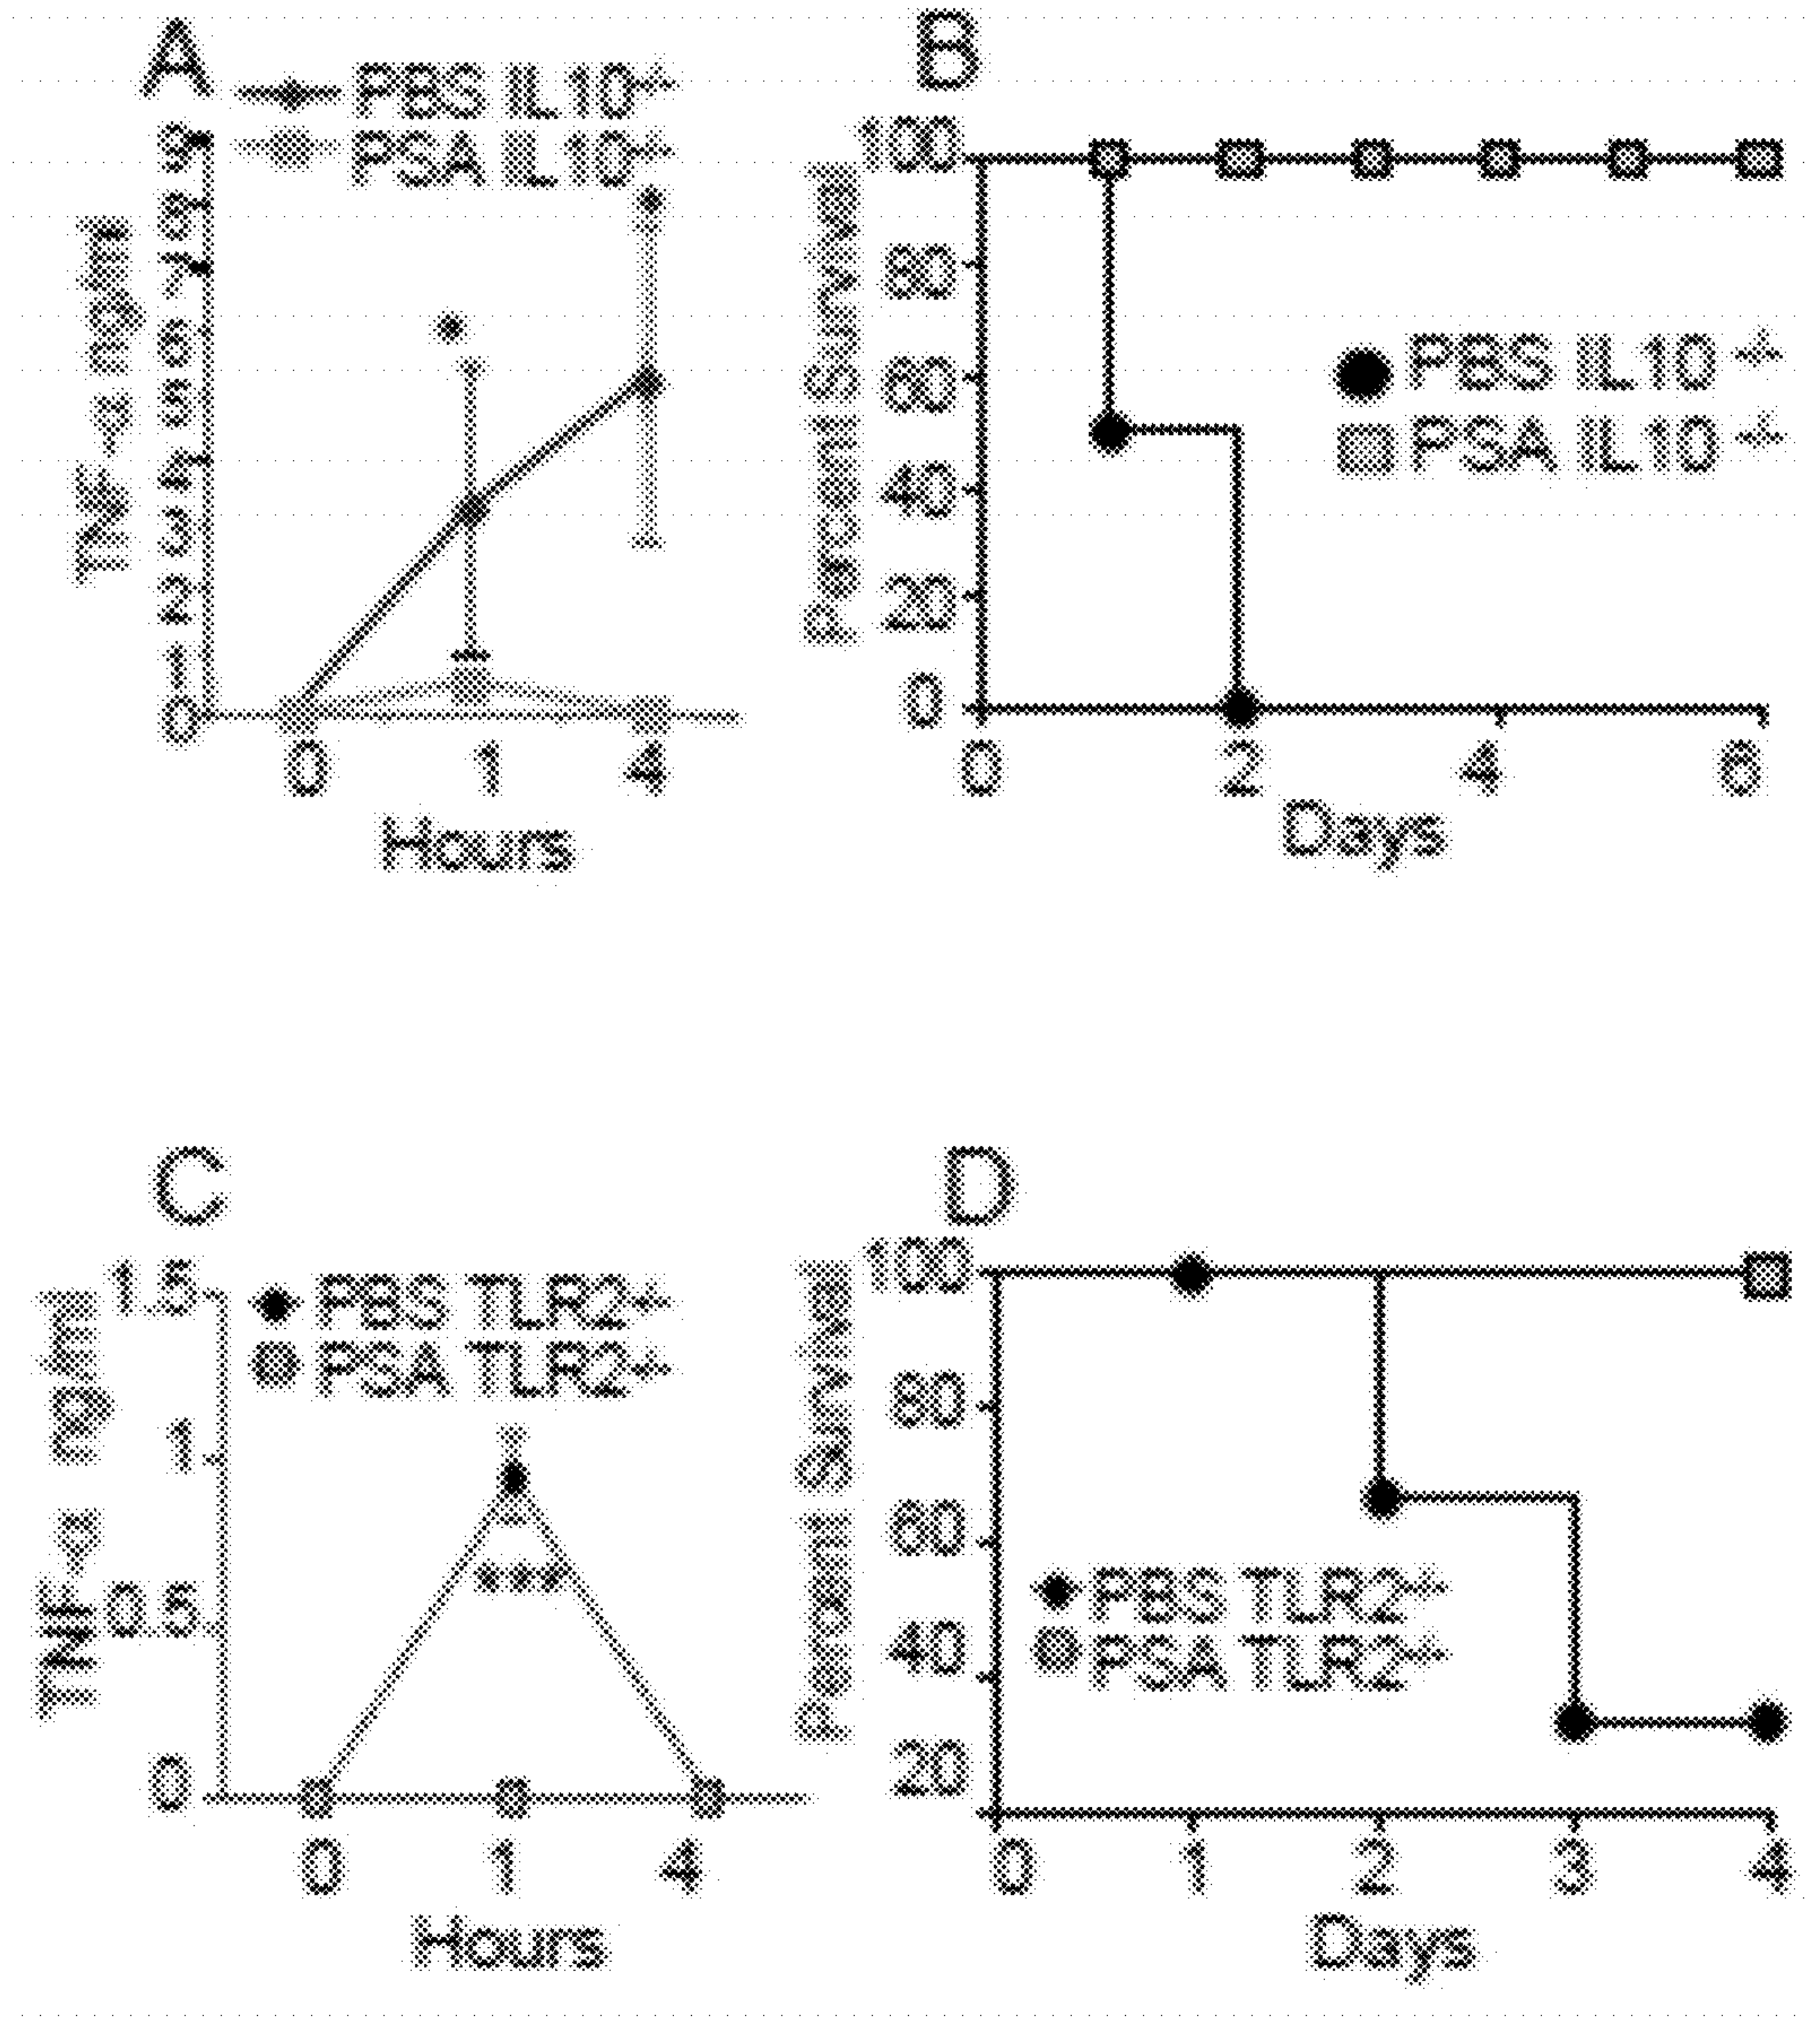 A
PBS IL10-/-
PSA IL10-/-
TNF-α ng/ml
9
8
7
6
5
4
3
2
1
0
0 1 4
Hours
B
Percent Survival
100
80
60
40
20
0
PBS IL10 -/-
PSA IL10 -/-
0 2 4 6
Days
C
PBS TLR2-/-
PSA TLR2-/-
1.5
1
0.5
0
0 1 4
Hours
D
Percent Survival
100
80
60
40
20
PBS TLR2-/-
PSA TLR2-/-
0 1 2 3 4
Days